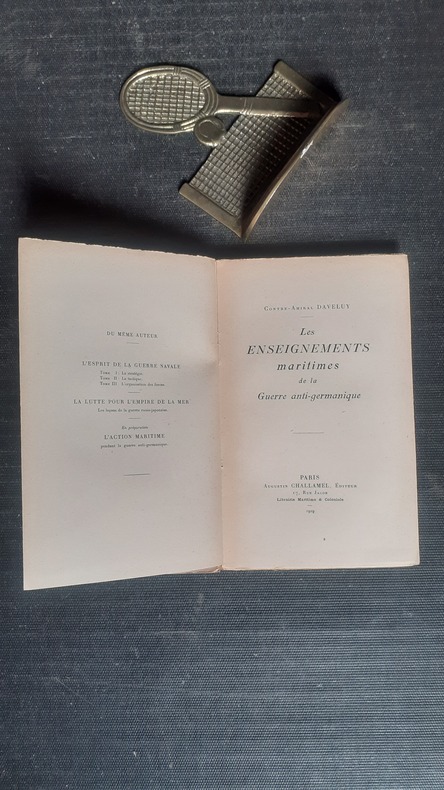 DU MÊME AUTEUR
L'ESPRIT DE LA GUERRE NAVALE
Tome I : La stratégie.
Tome II : La tactique.
Tome III : L'organisation des forces.
LA LUTTE POUR L'EMPIRE DE LA MER
Les leçons de la guerre russo-japonaise.
En préparation
L'ACTION MARITIME
pendant la guerre anti-germanique.
CONTRE-AMIRAL DAVELUY
Les
ENSEIGNEMENTS
maritimes
de la
Guerre anti-germanique
PARIS
AUGUSTIN CHALLAMEL, ÉDITEUR
17, RUE JACOB
Librairie Maritime & Coloniale
1919